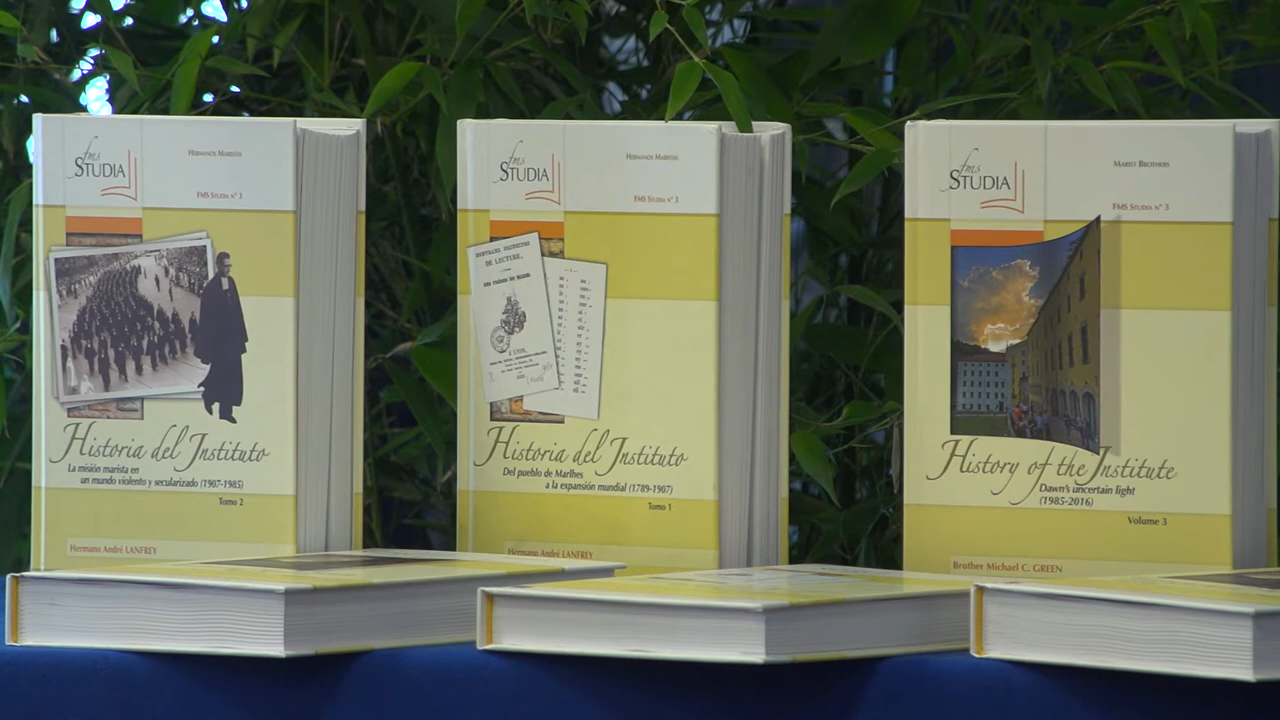 fms
STUDIA
HERMANOS MARISTAS
FMS STUDIA Nº 3
Historia del Instituto
La misión marista en
un mundo violento y secularizado (1907-1985)
Tomo 2
Hermano André LANFREY
fms
STUDIA
HERMANOS MARISTAS
FMS STUDIA Nº 3
DE LECTURE,
A LYON,
Historia del Instituto
Del pueblo de Marlhes
a la expansión mundial (1789-1907)
Tomo 1
Hermano André LANFREY
fms
STUDIA
MARIST BROTHERS
FMS STUDIA Nº 3
History of the Institute
Dawn's uncertain light
(1985-2016)
Volume 3
Brother Michael C. GREEN